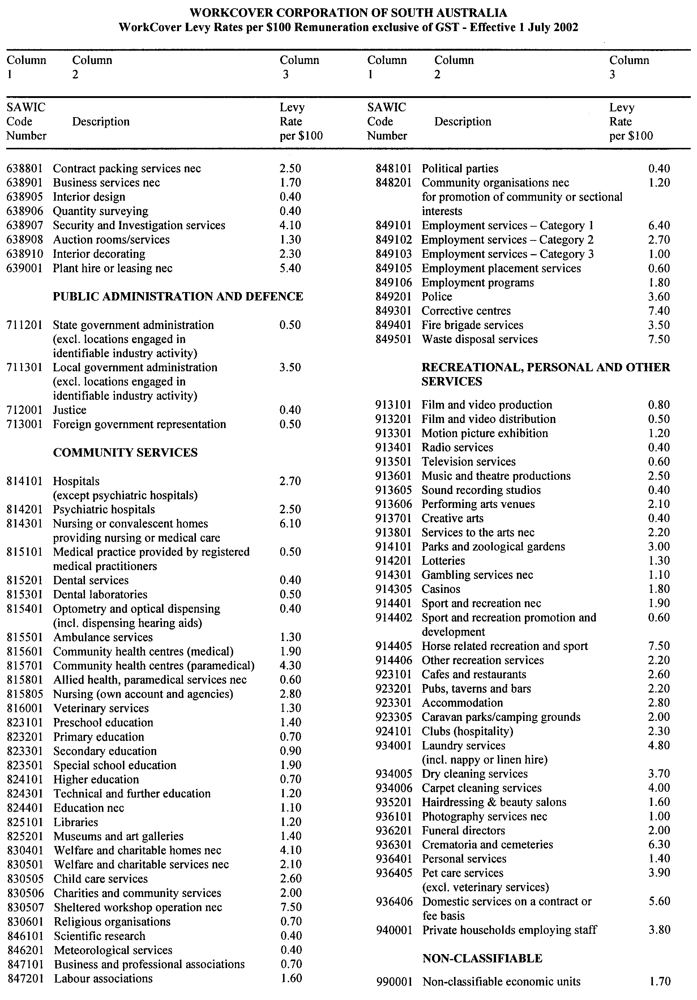 WORKCOVER CORPORATION OF SOUTH AUSTRALIA
WorkCover Levy Rates per $100 Remuneration exclusive of GST - Effective 1 July 2002
Column Column Column Column Column Column
1 2 3 1 2 3
SAWIC Levy SAWIC Levy
Code Description Rate Code Description Rate
Number per $100 Number per $100
638801 Contract packing services nec 2.50
638901 Business services nec 1.70
638905 Interior design 0.40
638906 Quantity surveying 0.40
638907 Security and Investigation services 4.10
638908 Auction rooms/services 1.30
638910 Interior decorating 2.30
639001 Plant hire or leasing nec 5.40
PUBLIC ADMINISTRATION AND DEFENCE
711201 State government administration 0.50
(excl. locations engaged in
identifiable industry activity)
711301 Local government administration 3.50
(excl. locations engaged in
identifiable industry activity)
712001 Justice 0.40
713001 Foreign government representation 0.50
COMMUNITY SERVICES
814101 Hospitals 2.70
(except psychiatric hospitals)
814201 Psychiatric hospitals 2.50
814301 Nursing or convalescent homes 6.10
providing nursing or medical care
815101 Medical practice provided by registered 0.50
medical practitioners
815201 Dental services 0.40
815301 Dental laboratories 0.50
815401 Optometry and optical dispensing 0.40
(incl. dispensing hearing aids)
815501 Ambulance services 1.30
815601 Community health centres (medical) 1.90
815701 Community health centres (paramedical) 4.30
815801 Allied health, paramedical services nec 0.60
815805 Nursing (own account and agencies) 2.80
816001 Veterinary services 1.30
823101 Preschool education 1.40
823201 Primary education 0.70
823301 Secondary education 0.90
823501 Special school education 1.90
824101 Higher education 0.70
824301 Technical and further education 1.20
824401 Education nec 1.10
825101 Libraries 1.20
825201 Museums and art galleries 1.40
830401 Welfare and charitable homes nec 4.10
830501 Welfare and charitable services nec 2.10
830505 Child care services 2.60
830506 Charities and community services 2.00
830507 Sheltered workshop operation nec 7.50
830601 Religious organisations 0.70
846101 Scientific research 0.40
846201 Meteorological services 0.40
847101 Business and professional associations 0.70
847201 Labour associations 1.60
848101 Political parties 0.40
848201 Community organisations nec 1.20
for promotion of community or sectional
interests
849101 Employment services – Category 1 6.40
849102 Employment services – Category 2 2.70
849103 Employment services – Category 3 1.00
849105 Employment placement services 0.60
849106 Employment programs 1.80
849201 Police 3.60
849301 Corrective centres 7.40
849401 Fire brigade services 3.50
849501 Waste disposal services 7.50
RECREATIONAL, PERSONAL AND OTHER
SERVICES
913101 Film and video production 0.80
913201 Film and video distribution 0.50
913301 Motion picture exhibition 1.20
913401 Radio services 0.40
913501 Television services 0.60
913601 Music and theatre productions 2.50
913605 Sound recording studios 0.40
913606 Performing arts venues 2.10
913701 Creative arts 0.40
913801 Services to the arts nec 2.20
914101 Parks and zoological gardens 3.00
914201 Lotteries 1.30
914301 Gambling services nec 1.10
914305 Casinos 1.80
914401 Sport and recreation nec 1.90
914402 Sport and recreation promotion and 0.60
development
914405 Horse related recreation and sport 7.50
914406 Other recreation services 2.20
923101 Cafes and restaurants 2.60
923201 Pubs, taverns and bars 2.20
923301 Accommodation 2.80
923305 Caravan parks/camping grounds 2.00
924101 Clubs (hospitality) 2.30
934001 Laundry services 4.80
(incl. nappy or linen hire)
934005 Dry cleaning services 3.70
934006 Carpet cleaning services 4.00
935201 Hairdressing & beauty salons 1.60
936101 Photography services nec 1.00
936201 Funeral directors 2.00
936301 Crematoria and cemeteries 6.30
936401 Personal services 1.40
936405 Pet care services 3.90
(excl. veterinary services)
936406 Domestic services on a contract or 5.60
fee basis
940001 Private households employing staff 3.80
NON-CLASSIFIABLE
990001 Non-classifiable economic units 1.70